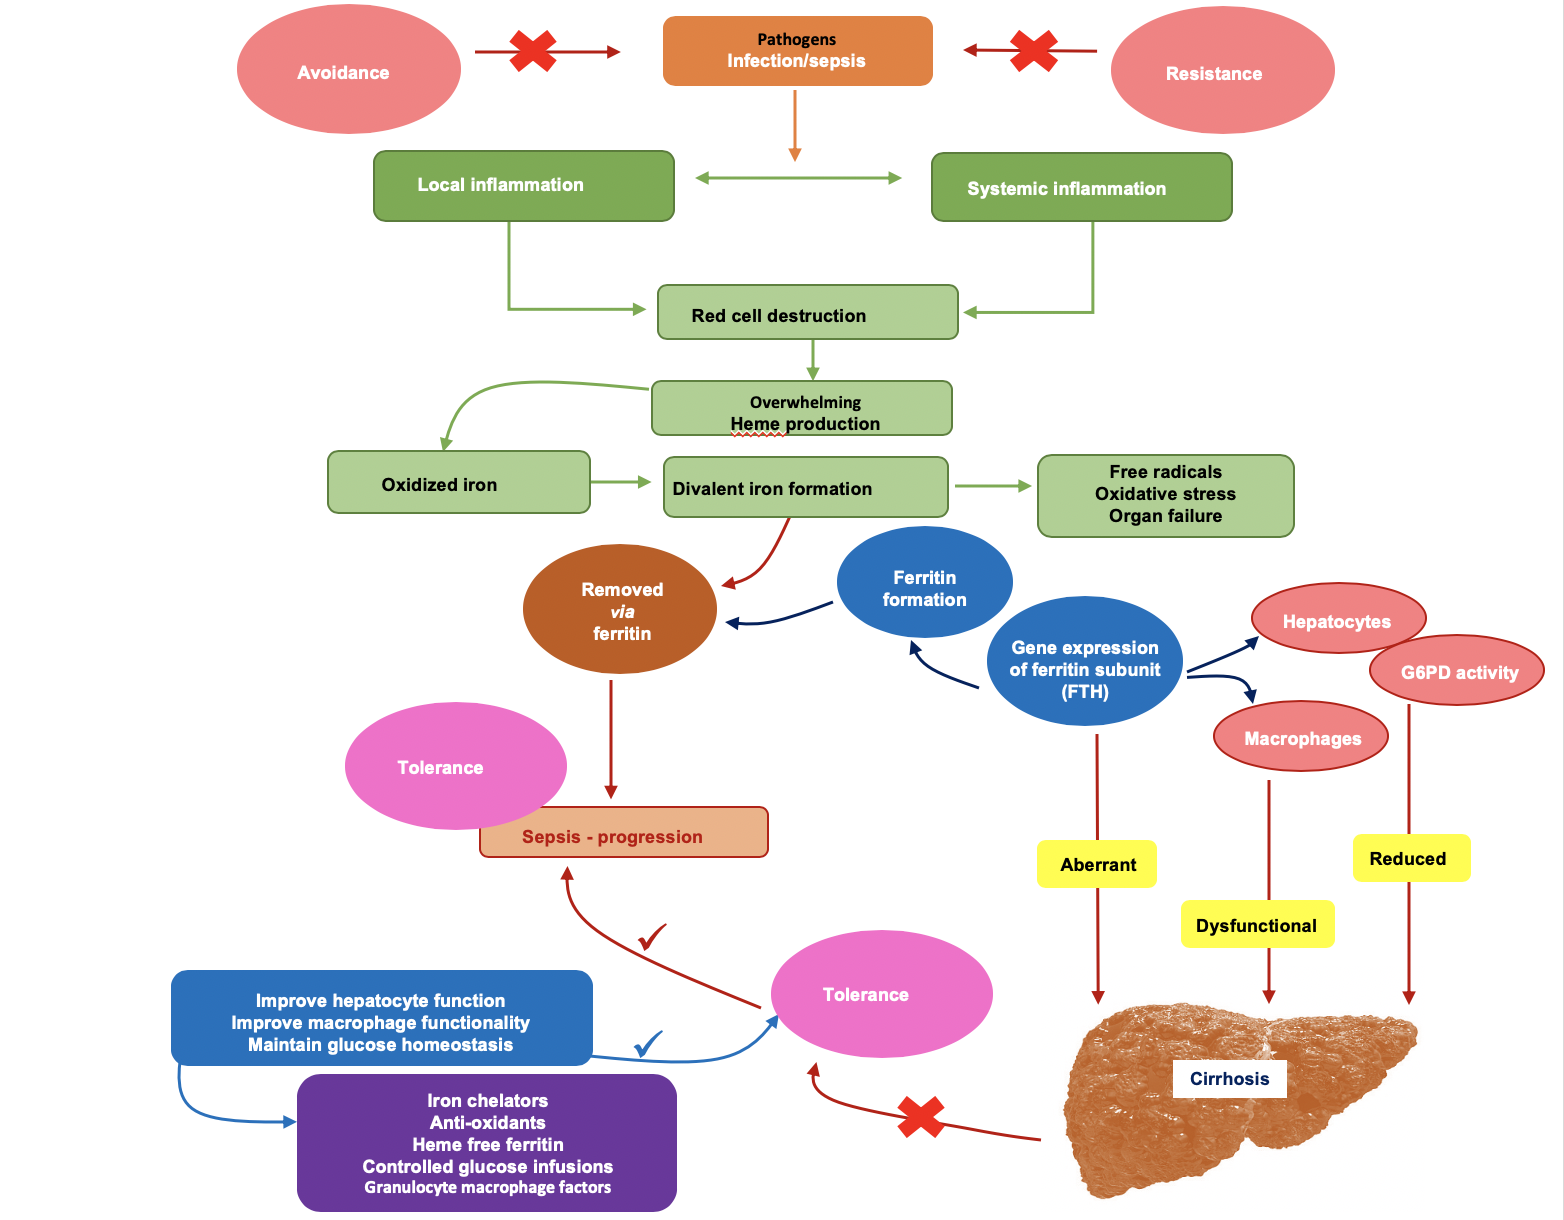 Avoidance
Pathogens
Infection/sepsis
Resistance
Local inflammation
Systemic inflammation
Red cell destruction
Overwhelming
Heme production
Oxidized iron
Divalent iron formation
Free radicals
Oxidative stress
Organ failure
Removed
via
ferritin
Ferritin
formation
Gene expression
of ferritin subunit
(FTH)
Hepatocytes
G6PD activity
Macrophages
Tolerance
Sepsis - progression
Aberrant
Dysfunctional
Reduced
Improve hepatocyte function
Improve macrophage functionality
Maintain glucose homeostasis
Tolerance
Cirrhosis
Iron chelators
Anti-oxidants
Heme free ferritin
Controlled glucose infusions
Granulocyte macrophage factors